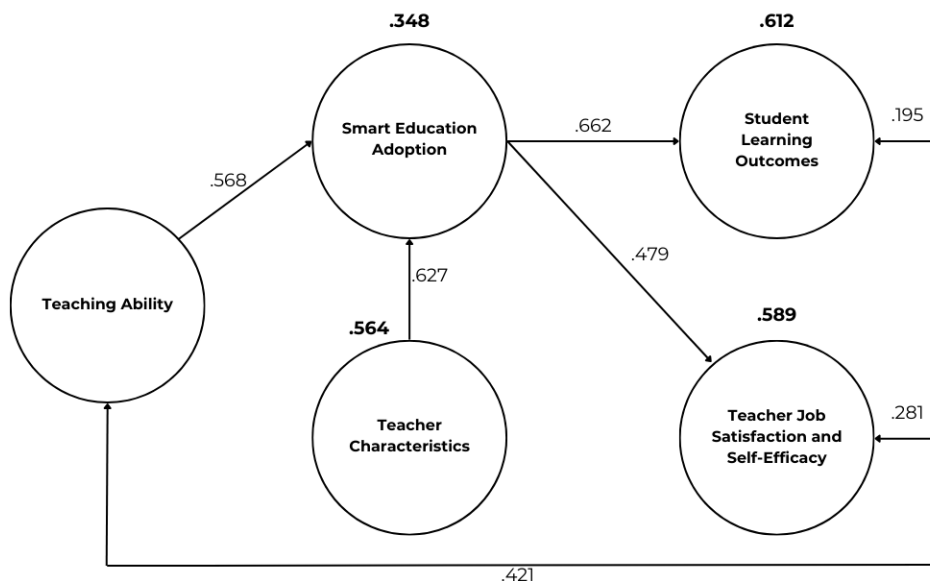 .348
.612
Smart Education
Adoption
.662
Student
Learning
Outcomes
.195
.568
.479
.627
Teaching Ability
.564
.589
Teacher
Characteristics
Teacher Job
Satisfaction and
Self-Efficacy
.281
.421